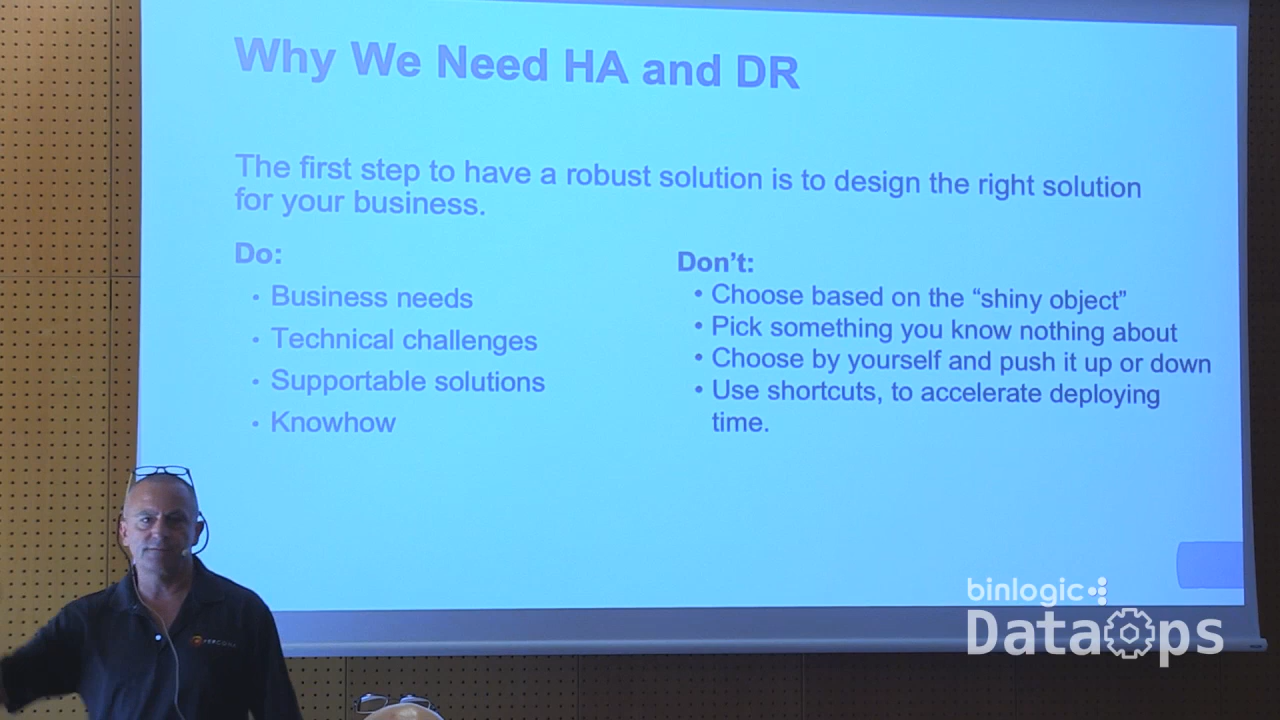 Why We Need HA and DR
The first step to have a robust solution is to design the right solution
for your business.
Do:
• Business needs
• Technical challenges
• Supportable solutions
• Knowhow
Don’t:
• Choose based on the “shiny object”
• Pick something you know nothing about
• Choose by yourself and push it up or down
• Use shortcuts, to accelerate deploying
time.
PERCONA
binlogic
DataOps